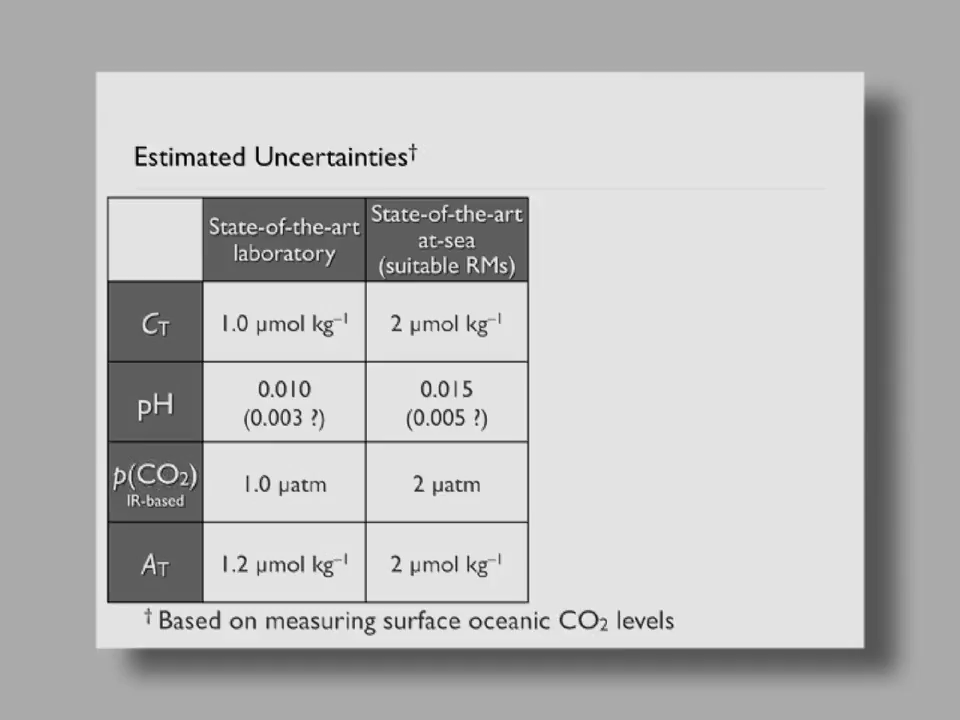 Estimated Uncertainties†
State-of-the-art
laboratory
State-of-the-art
at-sea
(suitable RMs)
CT
1.0 µmol kg–1
2 µmol kg–1
pH
0.010
(0.003 ?)
0.015
(0.005 ?)
p(CO2)
IR-based
1.0 µatm
2 µatm
AT
1.2 µmol kg–1
2 µmol kg–1
† Based on measuring surface oceanic CO2 levels